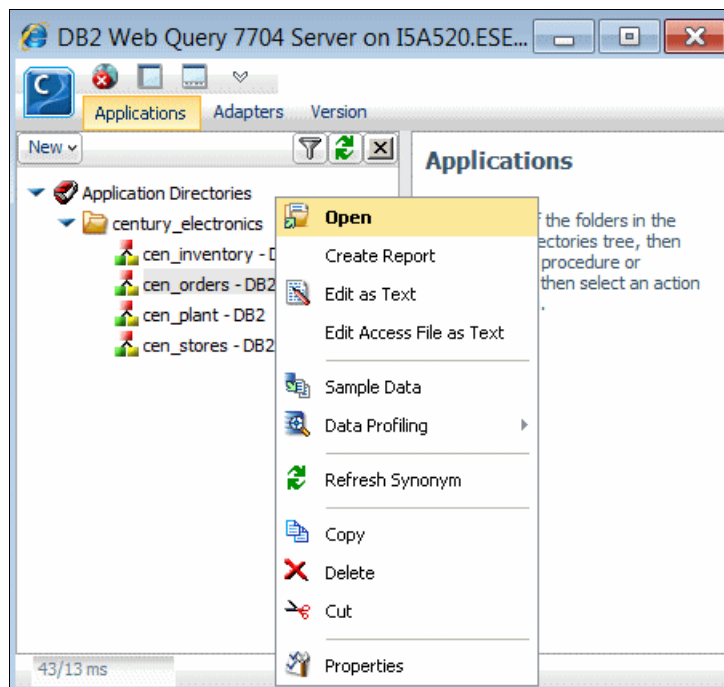 DB2 Web Query 7704 Server on I5A520.ESE...
C
Applications Adapters Version
New
Applications
Application Directories
century_electronics
cen_inventory - D
cen_orders - DB2
cen_plant - DB2
cen_stores - DB2
Open
Create Report
Edit as Text
Edit Access File as Text
Sample Data
Data Profiling
Refresh Synonym
Copy
Delete
Cut
Properties
f the folders in the
ectories tree, then
procedure or
then select an action
.
43/13 ms